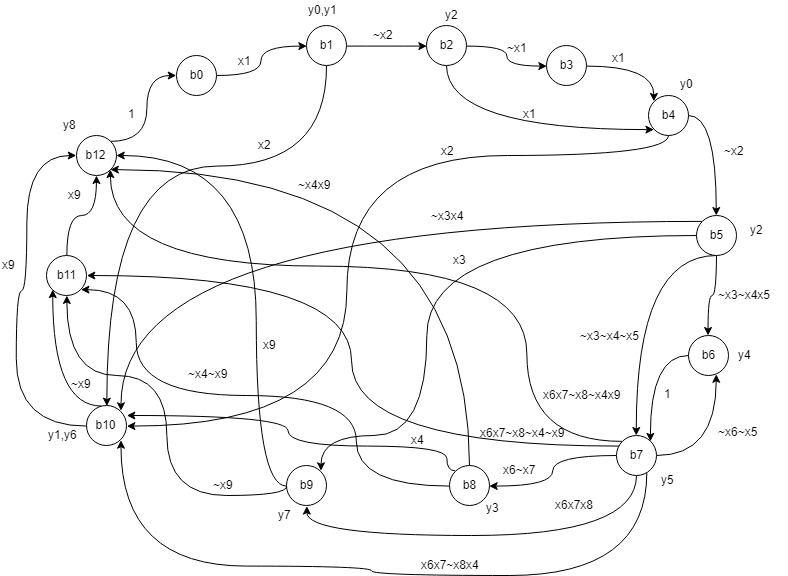 y0,y1
y2
b1
~x2
b2
~x1
b3
x1
x1
b0
y0
1
x1
b4
y8
x2
x2
~x2
b12
~x4x9
x9
~x3x4
b5
y2
x3
x9
b11
~x3~x4x5
~x3~x4~x5
x9
b6
y4
~x4~x9
~x9
x6x7~x8~x4x9
1
y1,y6
b10
x4
x6x7~x8~x4~x9
~x6~x5
b7
x6~x7
~x9
b9
b8
y5
y7
y3
x6x7x8
x6x7~x8x4